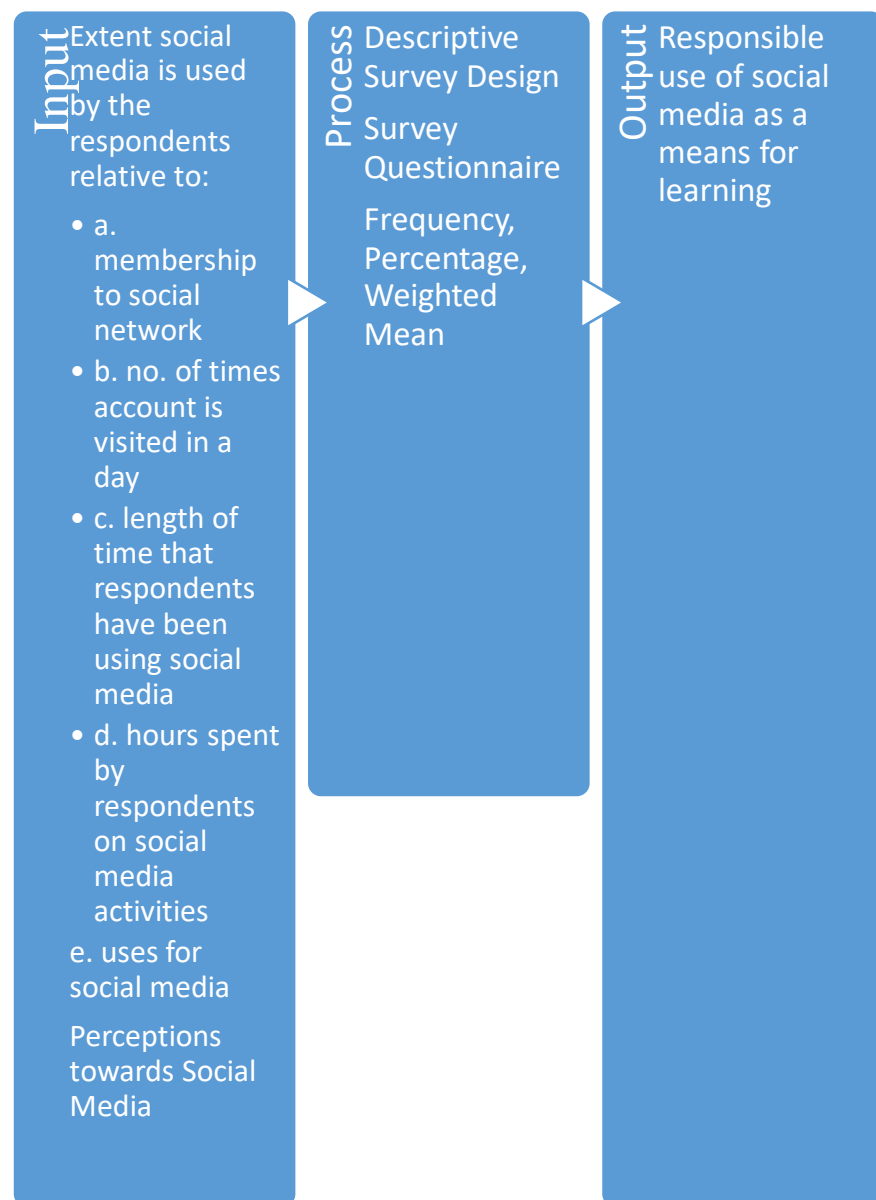 Input
Extent social
media is used
by the
respondents
relative to:
• a.
membership
to social
network
• b. no. of times
account is
visited in a
day
• c. length of
time that
respondents
have been
using social
media
• d. hours spent
by
respondents
on social
media
activities
e. uses for
social media
Perceptions
towards Social
Media
Process
Descriptive
Survey Design
Survey
Questionnaire
Frequency,
Percentage,
Weighted
Mean
Output
Responsible
use of social
media as a
means for
learning